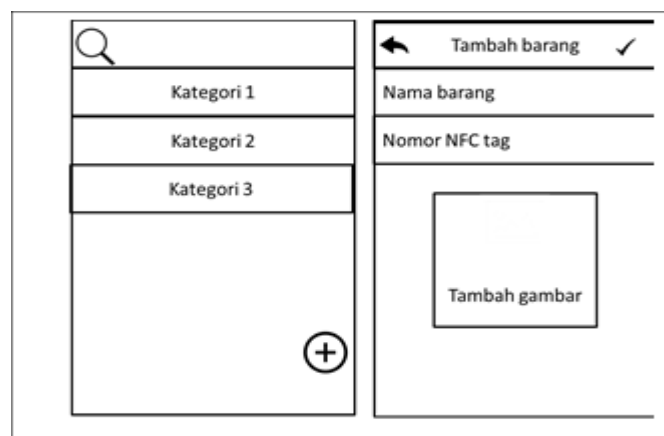 Kategori 1
Kategori 2
Kategori 3
Tambah barang
Nama barang
Nomor NFC tag
Tambah gambar